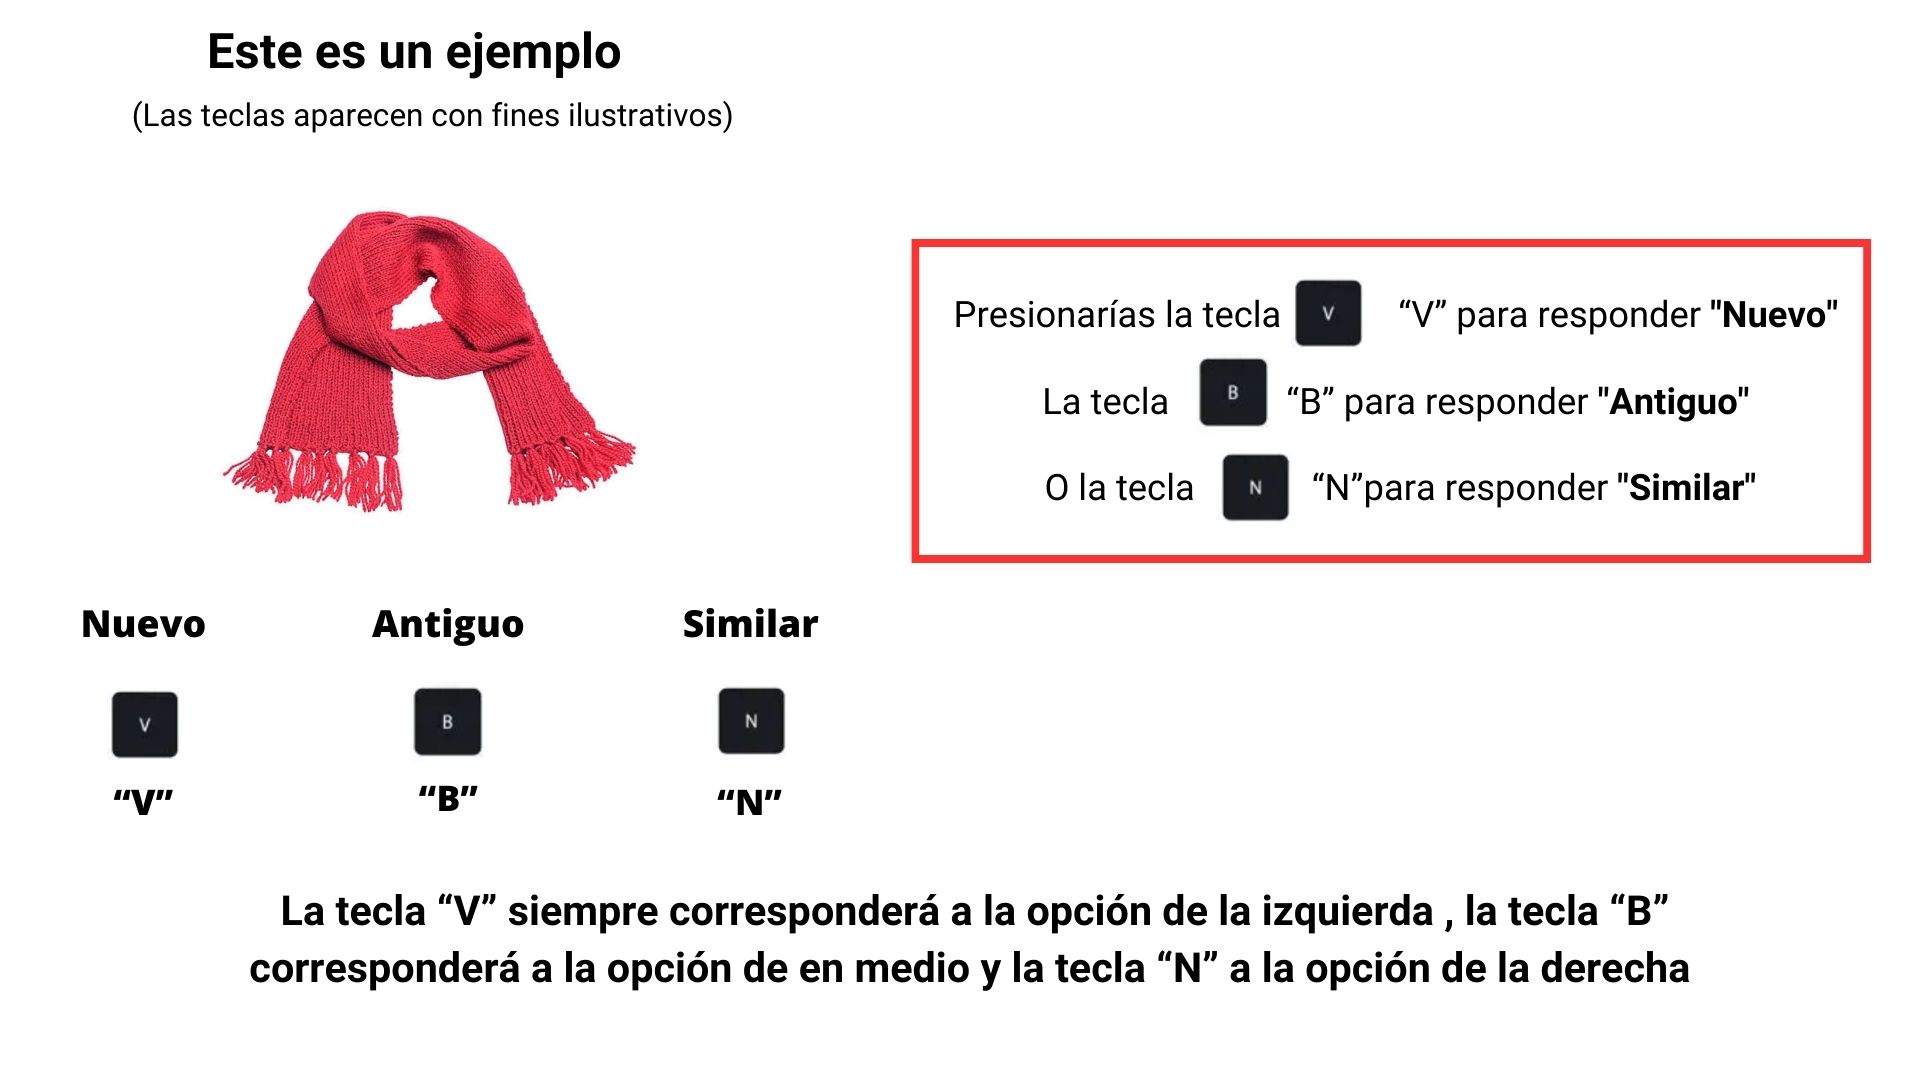 Este es un ejemplo
(Las teclas aparecen con fines ilustrativos)
Presionarías la tecla V “V” para responder "Nuevo"
La tecla B “B” para responder "Antiguo"
O la tecla N “N”para responder "Similar"
Nuevo Antiguo Similar
V B N
“V” “B” “N”
La tecla “V” siempre corresponderá a la opción de la izquierda , la tecla “B”
corresponderá a la opción de en medio y la tecla “N” a la opción de la derecha